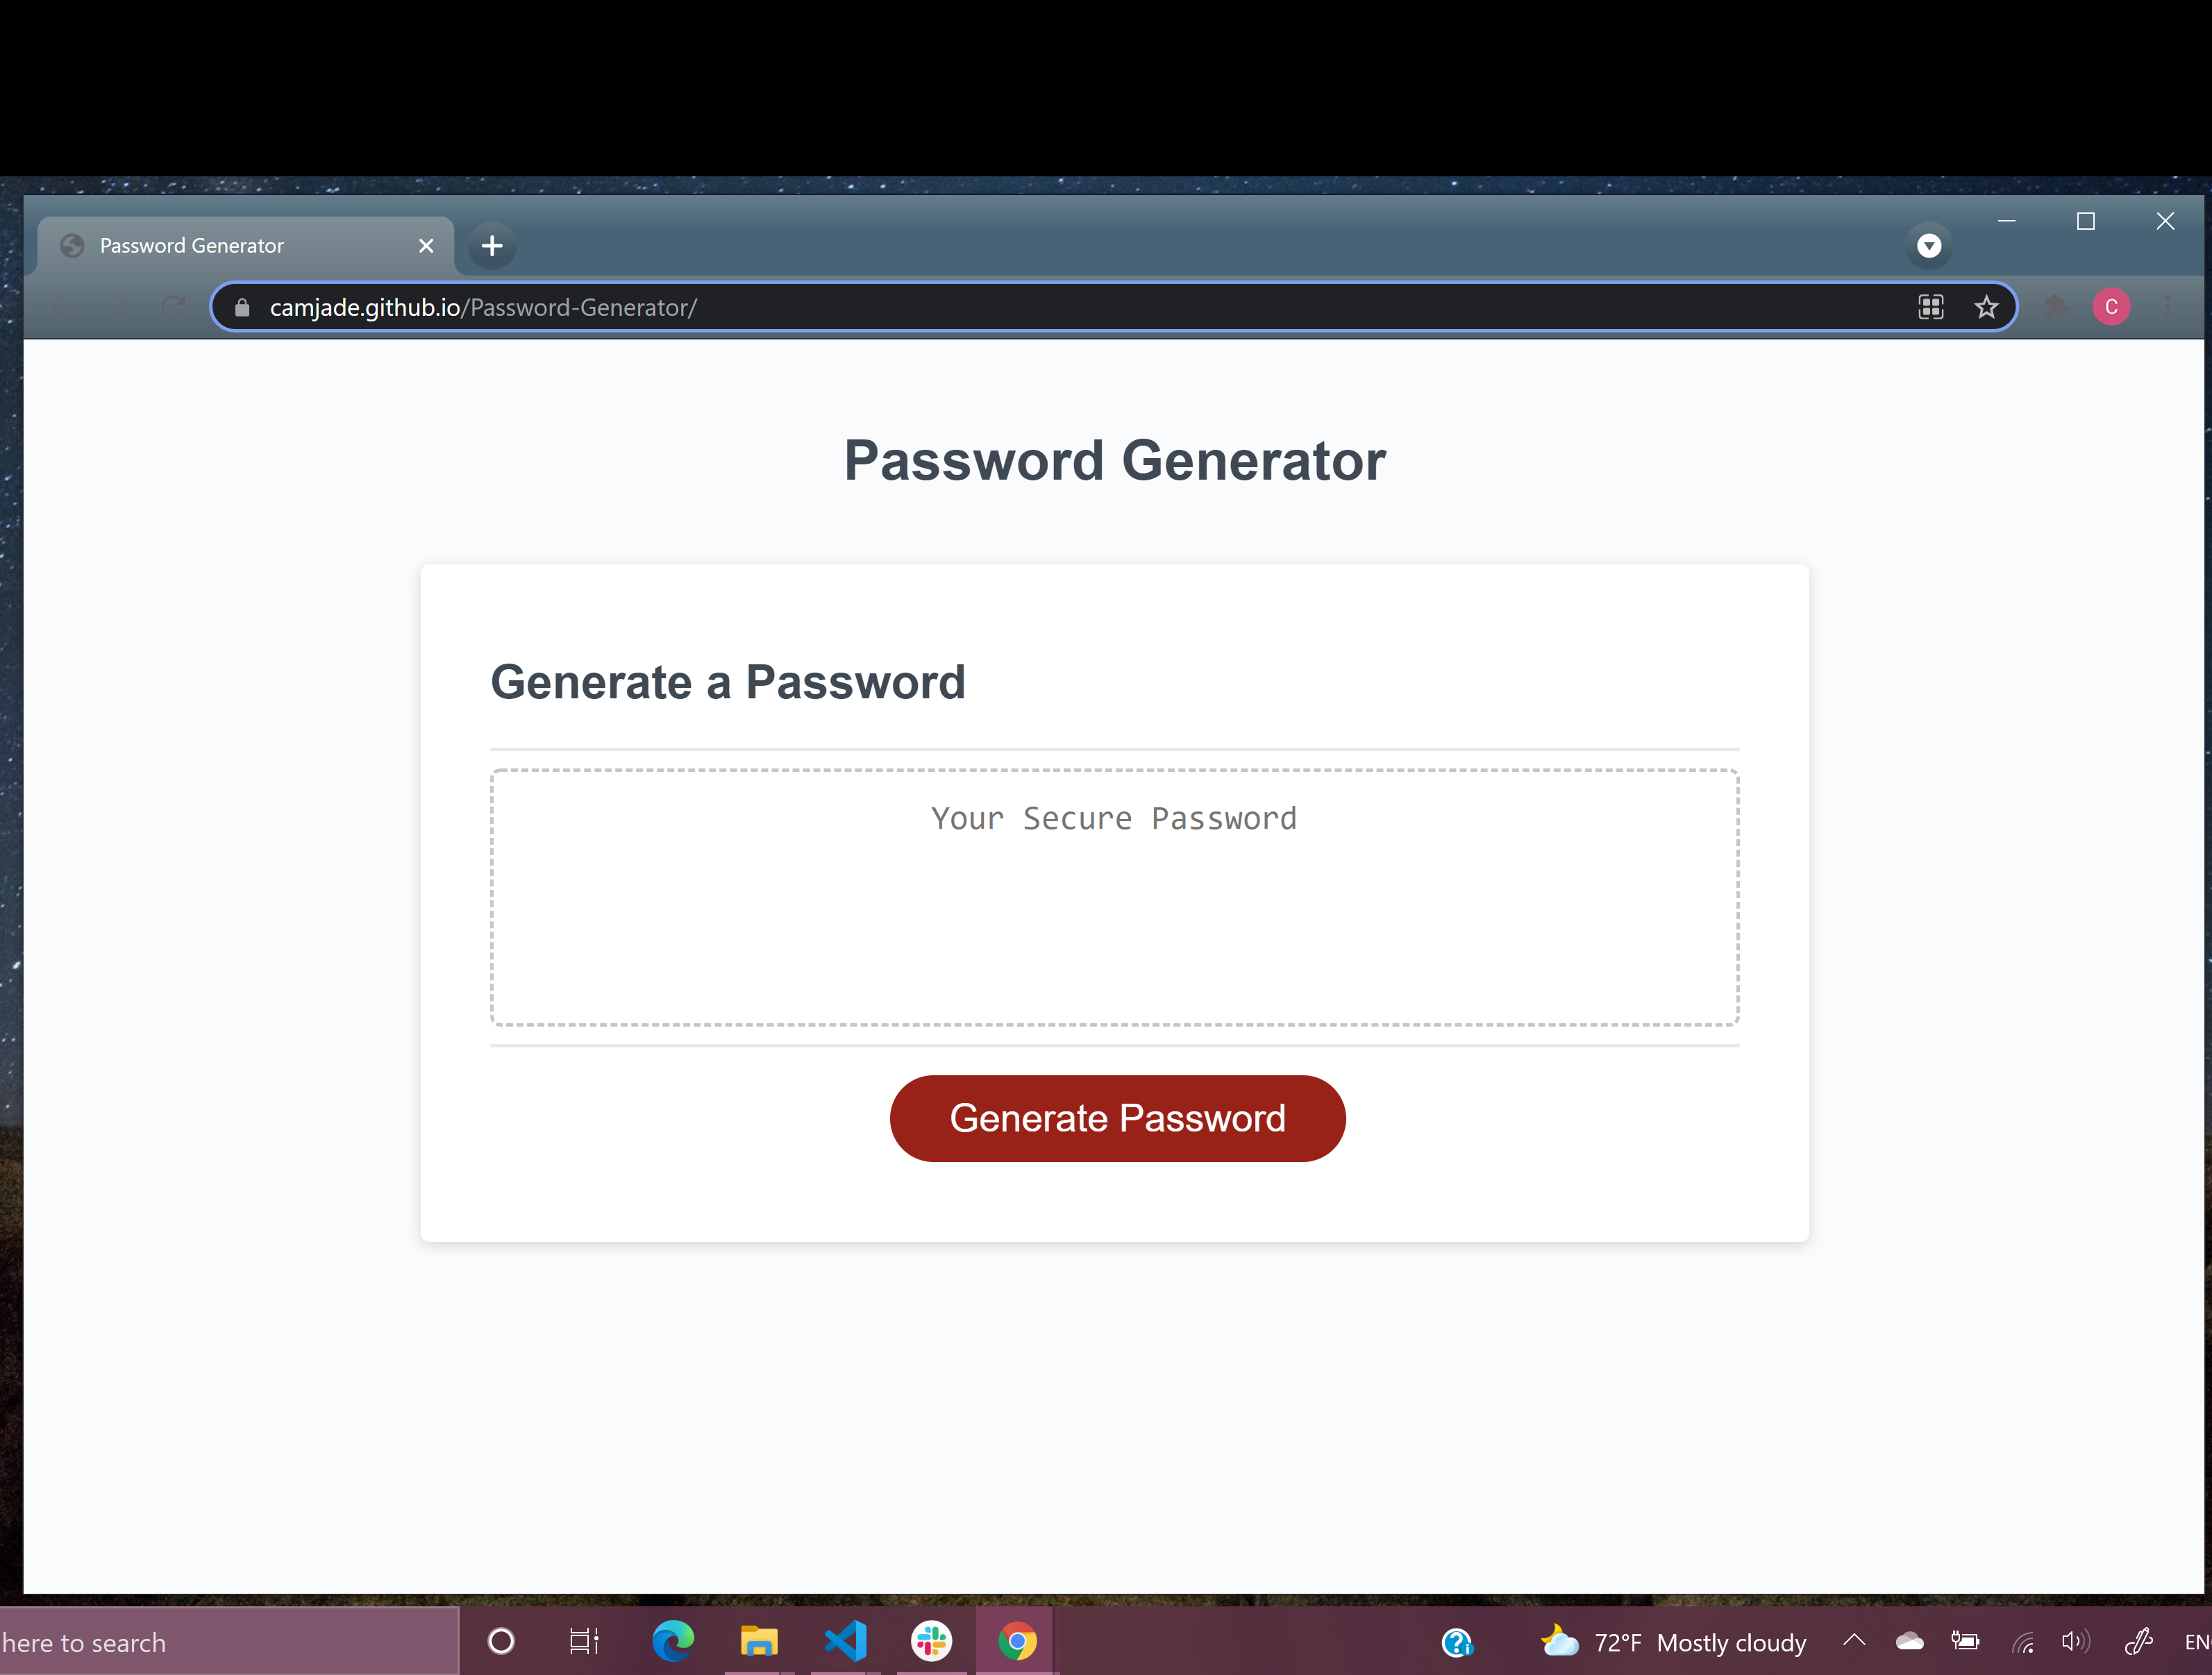 Password Generator
camjade.github.io/Password-Generator/
C
Password Generator
Generate a Password
Your Secure Password
Generate Password
here to search
72°F Mostly cloudy
EN